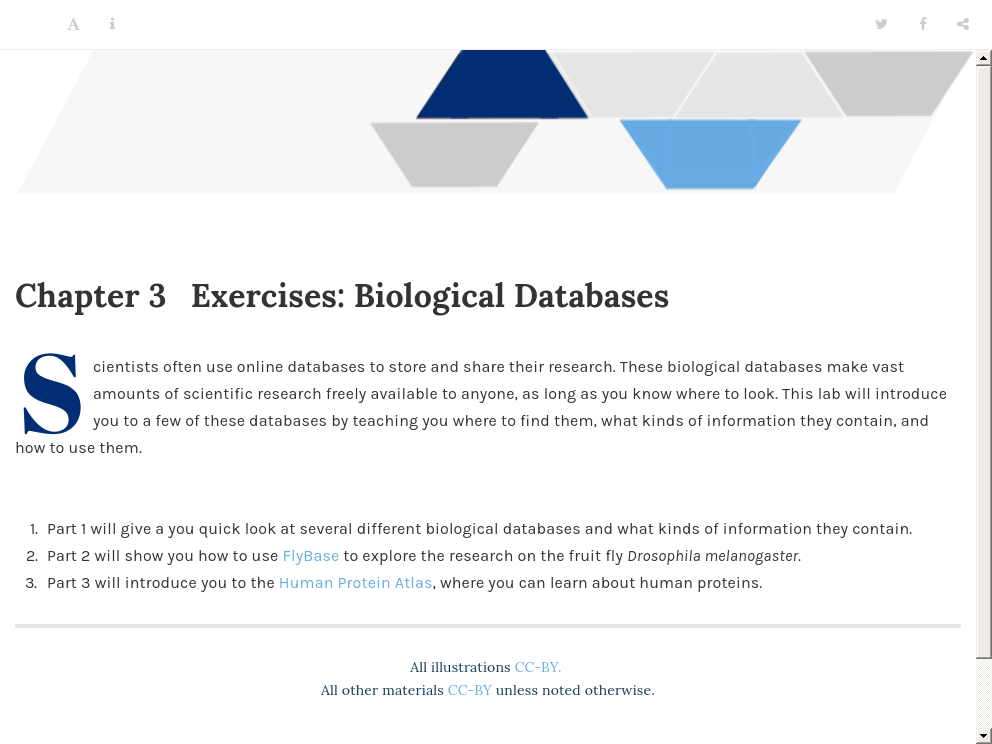 Chapter 3 Exercises: Biological Databases
Scientists often use online databases to store and share their research. These biological databases make vast
amounts of scientific research freely available to anyone, as long as you know where to look. This lab will introduce
you to a few of these databases by teaching you where to find them, what kinds of information they contain, and
how to use them.
1. Part 1 will give a you quick look at several different biological databases and what kinds of information they contain.
2. Part 2 will show you how to use FlyBase to explore the research on the fruit fly Drosophila melanogaster.
3. Part 3 will introduce you to the Human Protein Atlas, where you can learn about human proteins.
All illustrations CC-BY.
All other materials CC-BY unless noted otherwise.